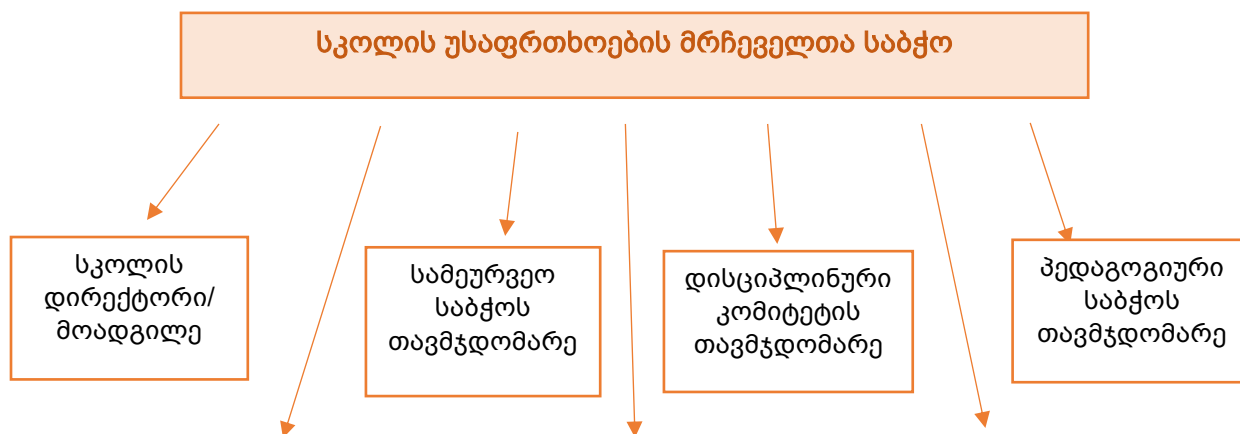 სკოლის უსაფრთხოების მრჩეველთა საბჭო
სკოლის
დირექტორი/
მოადგილე
სამეურვეო
საბჭოს
თავმჯდომარე
დისციპლინური
კომიტეტის
თავმჯდომარე
პედაგოგიური
საბჭოს
თავმჯდომარე